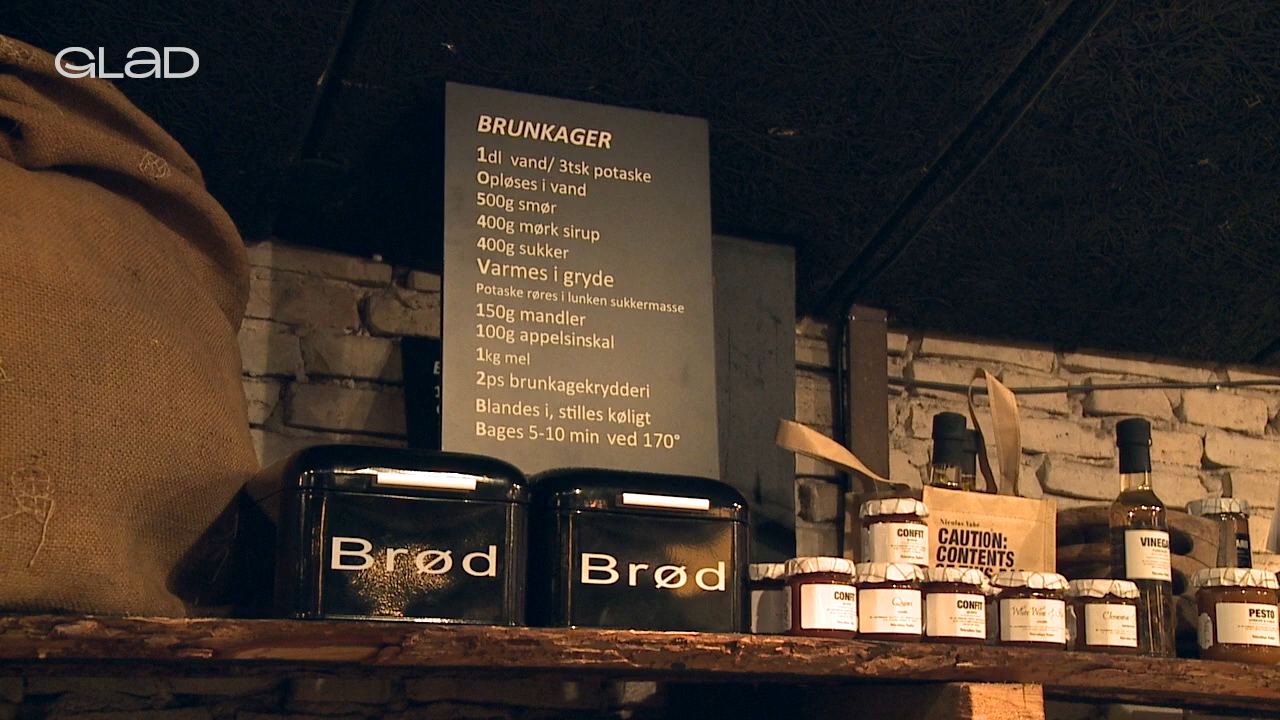 GLAD
BRUNKAGER
1dl vand/ 3tsk potaske
Opløses i vand
500g smør
400g mørk sirup
400g sukker
Varmes i gryde
Potaske røres i lunken sukkermasse
150g mandler
100g appelsinskal
1kg mel
2ps brunkagekrydderi
Blandes i, stilles køligt
Bages 5-10 min ved 170°
Brød
Brød
Nicolas Vahé
CAUTION:
CONTENTS
CONFIT
CONFIT
VINEGAR
PESTO